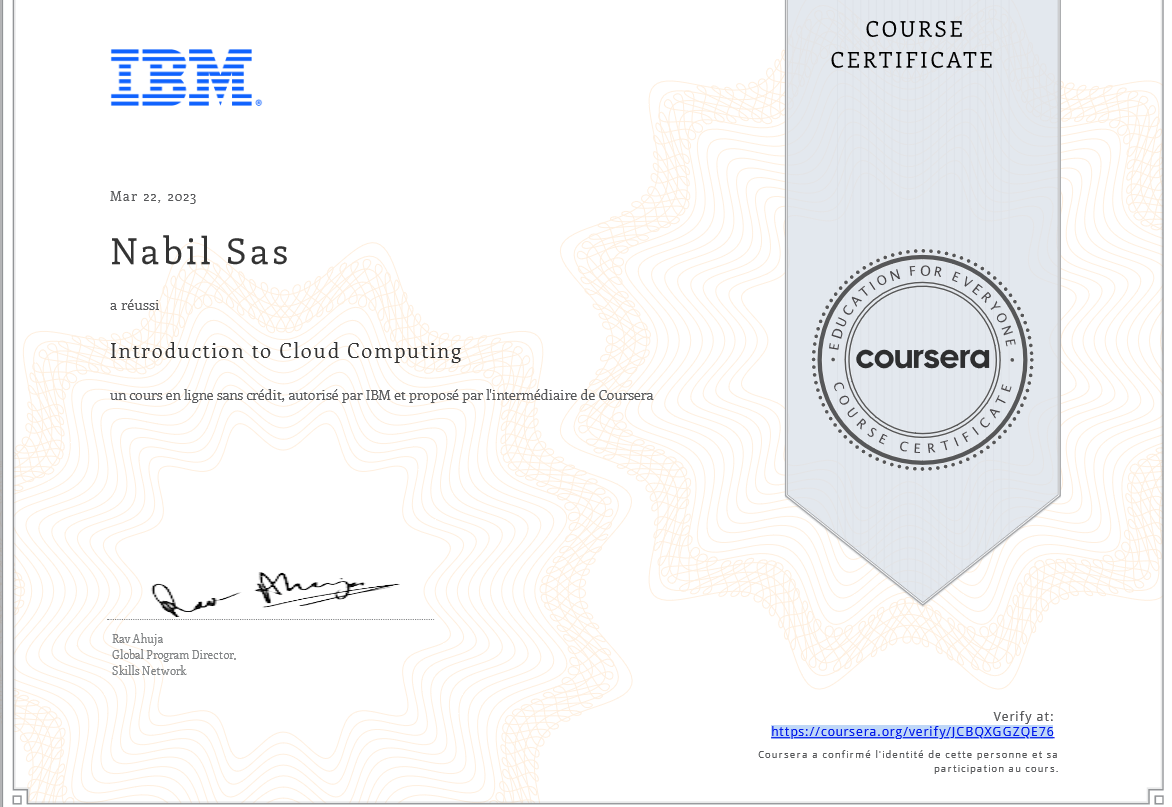 COURSE
CERTIFICATE
IBM®
Mar 22, 2023
Nabil Sas
a réussi
Introduction to Cloud Computing
un cours en ligne sans crédit, autorisé par IBM et proposé par l'intermédiaire de Coursera
EDUCATION FOR EVERYONE
coursera
COURSE CERTIFICATE
Rav Ahuja
Rav Ahuja
Global Program Director,
Skills Network
Verify at:
https://coursera.org/verify/JCBQXGGZQE76
Coursera a confirmé l'identité de cette personne et sa
participation au cours.